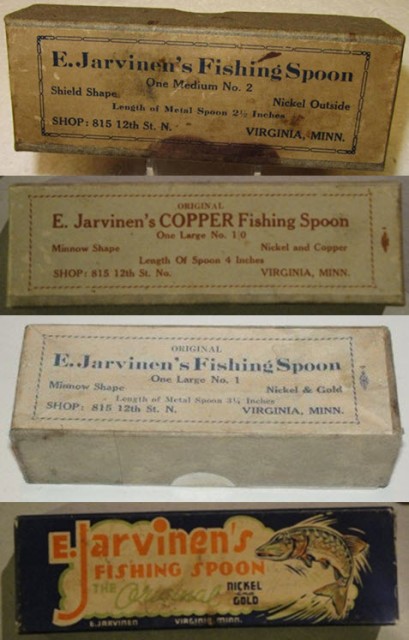 E. Jarvinen's Fishing Spoon
One Medium No. 2
Shield Shape Nickel Outside
Length of Metal Spoon 2½ Inches
SHOP: 815 12th St. N. VIRGINIA, MINN.
ORIGINAL
E. Jarvinen's COPPER Fishing Spoon
One Large No. 10
Minnow Shape Nickel and Copper
Length Of Spoon 4 Inches
SHOP: 815 12th St. No. VIRGINIA, MINN.
ORIGINAL
E. Jarvinen's Fishing Spoon
One Large No. 1
Minnow Shape Nickel & Gold
Length of Metal Spoon 3¼ Inches
SHOP: 815 12th St. N. VIRGINIA, MINN.
E. Jarvinen's
FISHING SPOON
THE Original NICKEL
AND
GOLD
E. JARVINEN VIRGINIA MINN.